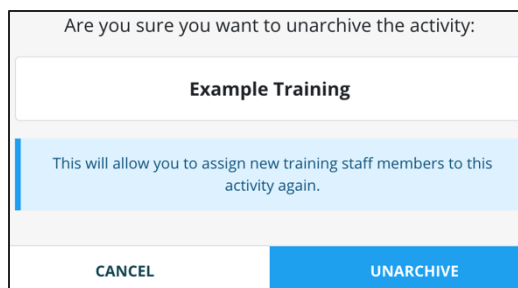 Are you sure you want to unarchive the activity:
Example Training
This will allow you to assign new training staff members to this
activity again.
CANCEL
UNARCHIVE